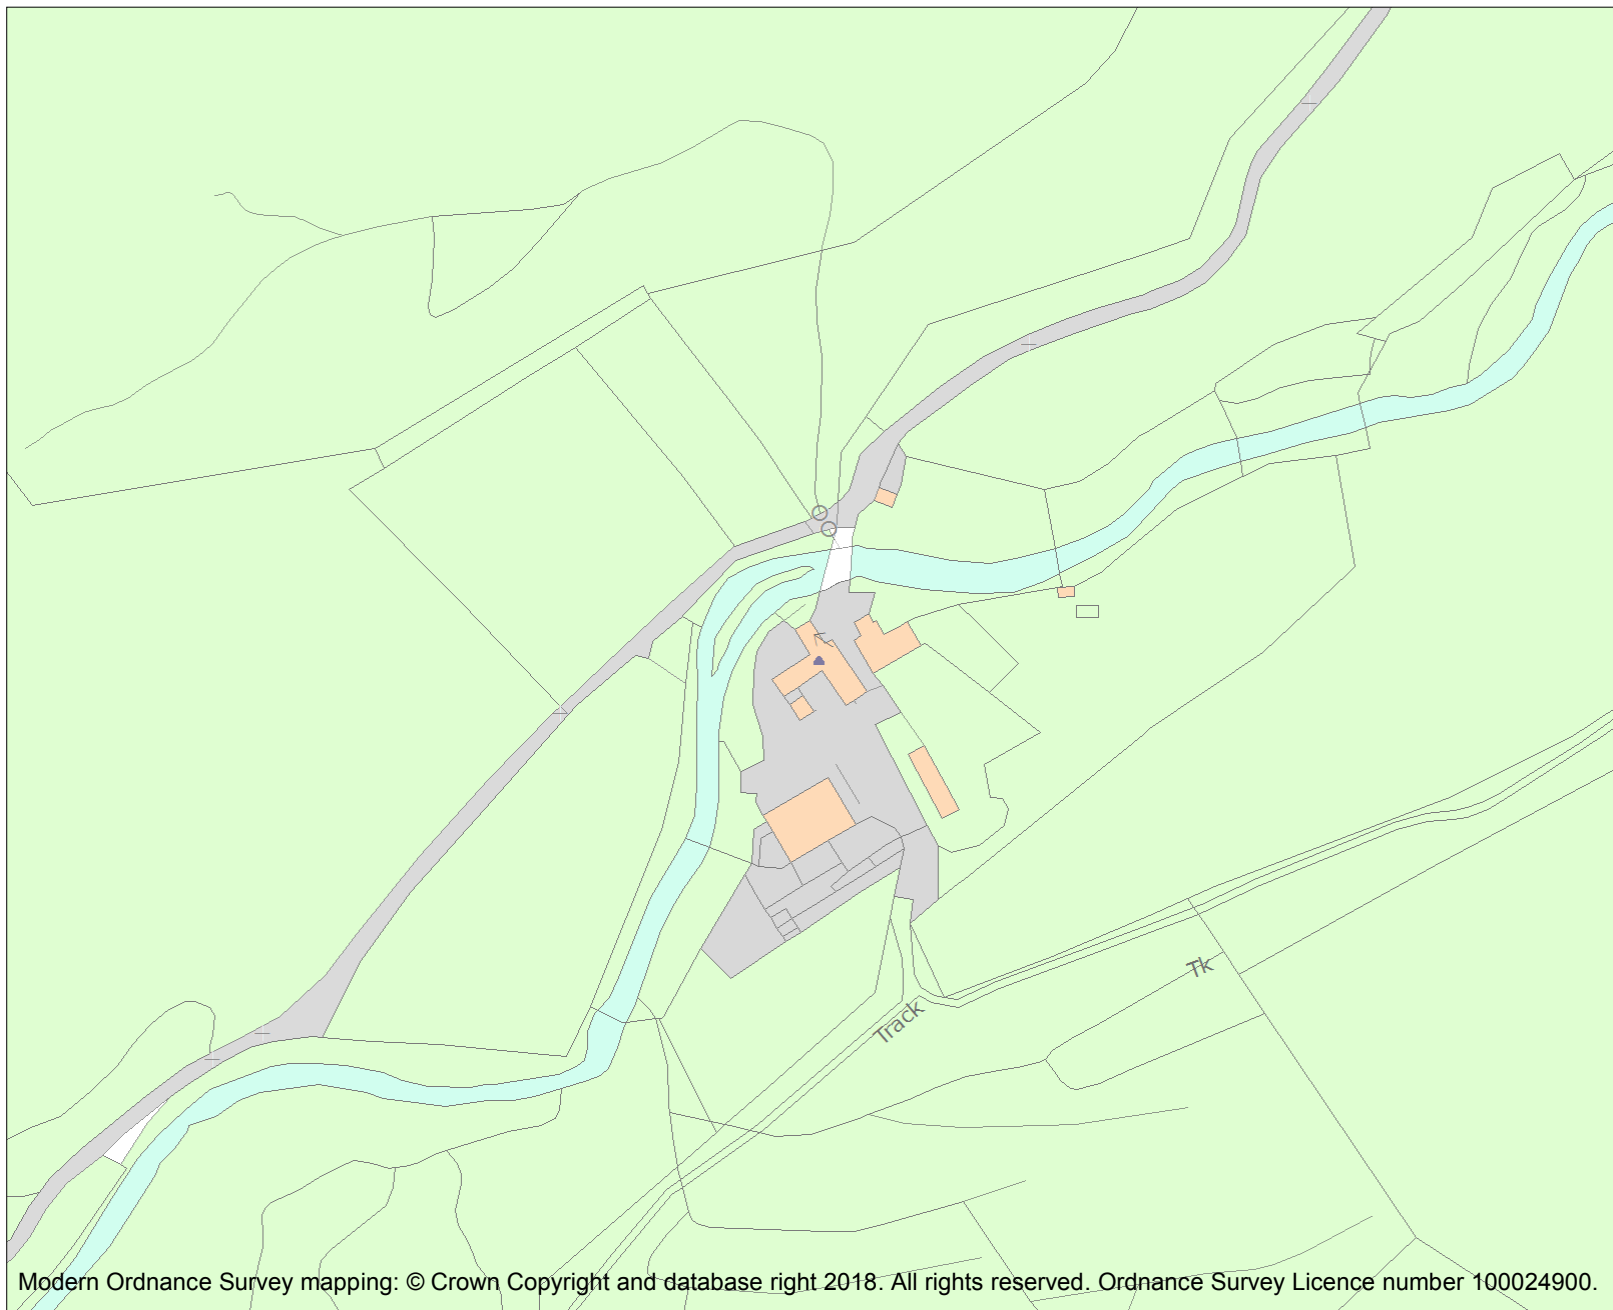 Tk
Track
Modern Ordnance Survey mapping: © Crown Copyright and database right 2018. All rights reserved. Ordnance Survey Licence number 100024900.